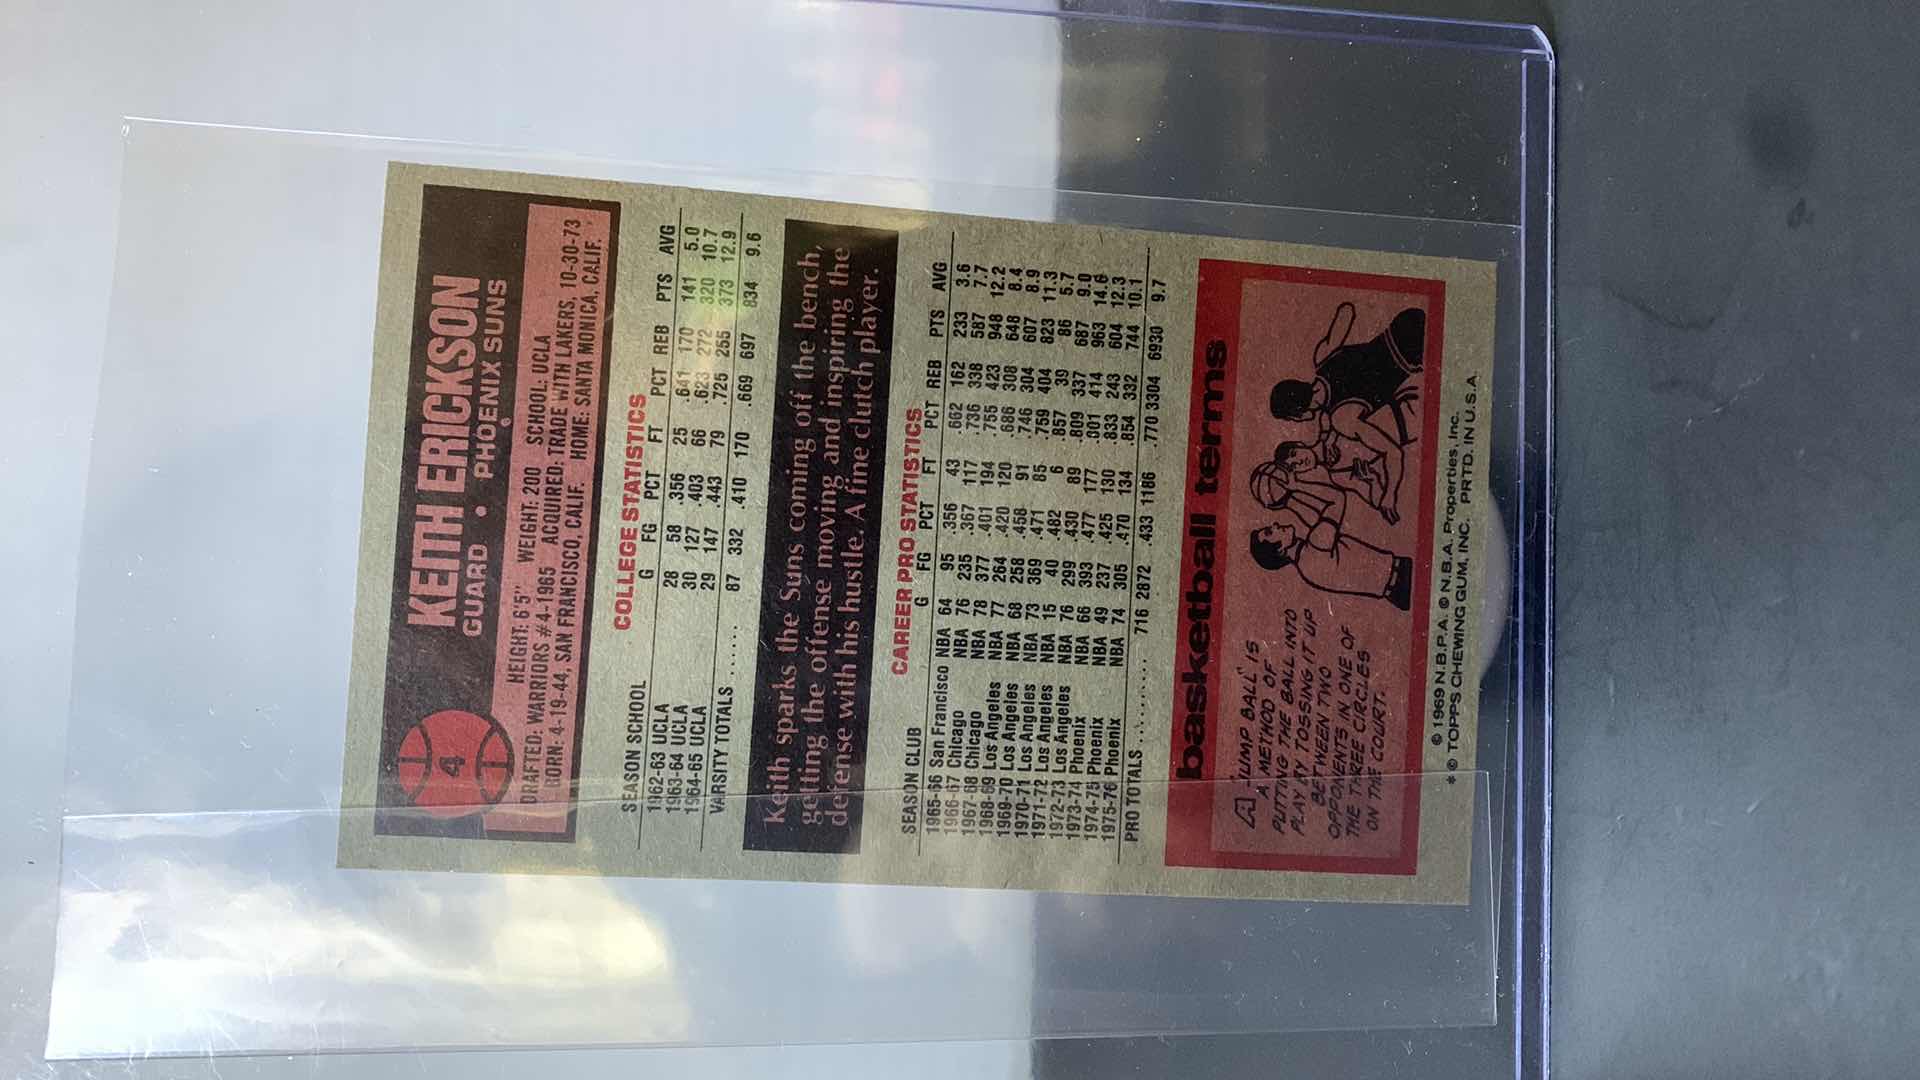 4
KEITH ERICKSON
GUARD • PHOENIX SUNS
HEIGHT: 6'5" WEIGHT: 200 SCHOOL: UCLA
DRAFTED: WARRIORS #4-1965 ACQUIRED: TRADE WITH LAKERS, 10-30-73
BORN: 4-19-44, SAN FRANCISCO, CALIF. HOME: SANTA MONICA, CALIF.
COLLEGE STATISTICS
SEASON SCHOOL G FG PCT FT PCT REB PTS AVG
1962-63 UCLA 28 58 .356 25 .641 170 141 5.0
1963-64 UCLA 30 127 .403 66 .623 272 320 10.7
1964-65 UCLA 29 147 .443 79 .725 255 373 12.9
VARSITY TOTALS ...... 87 332 .410 170 .669 697 834 9.6
Keith sparks the Suns coming off the bench,
getting the offense moving and inspiring the
defense with his hustle. A fine clutch player.
CAREER PRO STATISTICS
SEASON CLUB G FG PCT FT PCT REB PTS AVG
1965-66 San Francisco NBA 64 95 .356 43 .662 162 233 3.6
1966-67 Chicago NBA 76 235 .367 117 .736 338 587 7.7
1967-68 Chicago NBA 78 377 .401 194 .755 423 948 12.2
1968-69 Los Angeles NBA 77 264 .420 120 .686 308 648 8.4
1969-70 Los Angeles NBA 68 258 .458 91 .746 304 607 8.9
1970-71 Los Angeles NBA 73 369 .471 85 .759 404 823 11.3
1971-72 Los Angeles NBA 15 40 .482 6 .857 39 86 5.7
1972-73 Los Angeles NBA 76 299 .430 89 .809 337 687 9.0
1973-74 Phoenix NBA 66 393 .477 177 .801 414 963 14.6
1974-75 Phoenix NBA 49 237 .425 130 .833 243 604 12.3
1975-76 Phoenix NBA 74 305 .470 134 .854 332 744 10.1
PRO TOTALS .......... 716 2872 .433 1186 .770 3304 6930 9.7
basketball terms
A "JUMP BALL" IS
A METHOD OF
PUTTING THE BALL INTO
PLAY BY TOSSING IT UP
BETWEEN TWO
OPPONENTS IN ONE OF
THE THREE CIRCLES
ON THE COURT.
© 1969 N.B.P.A. © N.B.A. Properties, Inc.
*© TOPPS CHEWING GUM, INC. PRTD. IN U.S.A.